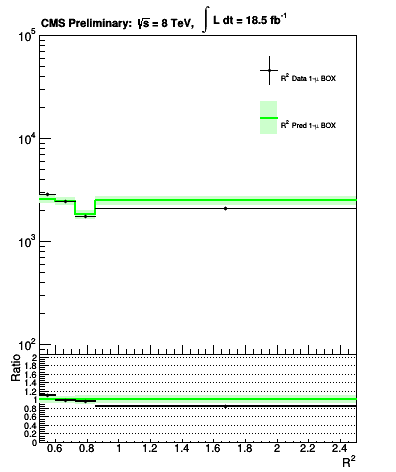 CMS Preliminary: √s = 8 TeV, ∫ L dt = 18.5 fb⁻¹
10⁵
R² Data 1-μ BOX
R² Pred 1-μ BOX
10⁴
10³
10²
Ratio
2
1.8
1.6
1.4
1.2
1
0.8
0.6
0.4
0.2
0
0.6 0.8 1 1.2 1.4 1.6 1.8 2 2.2 2.4
R²